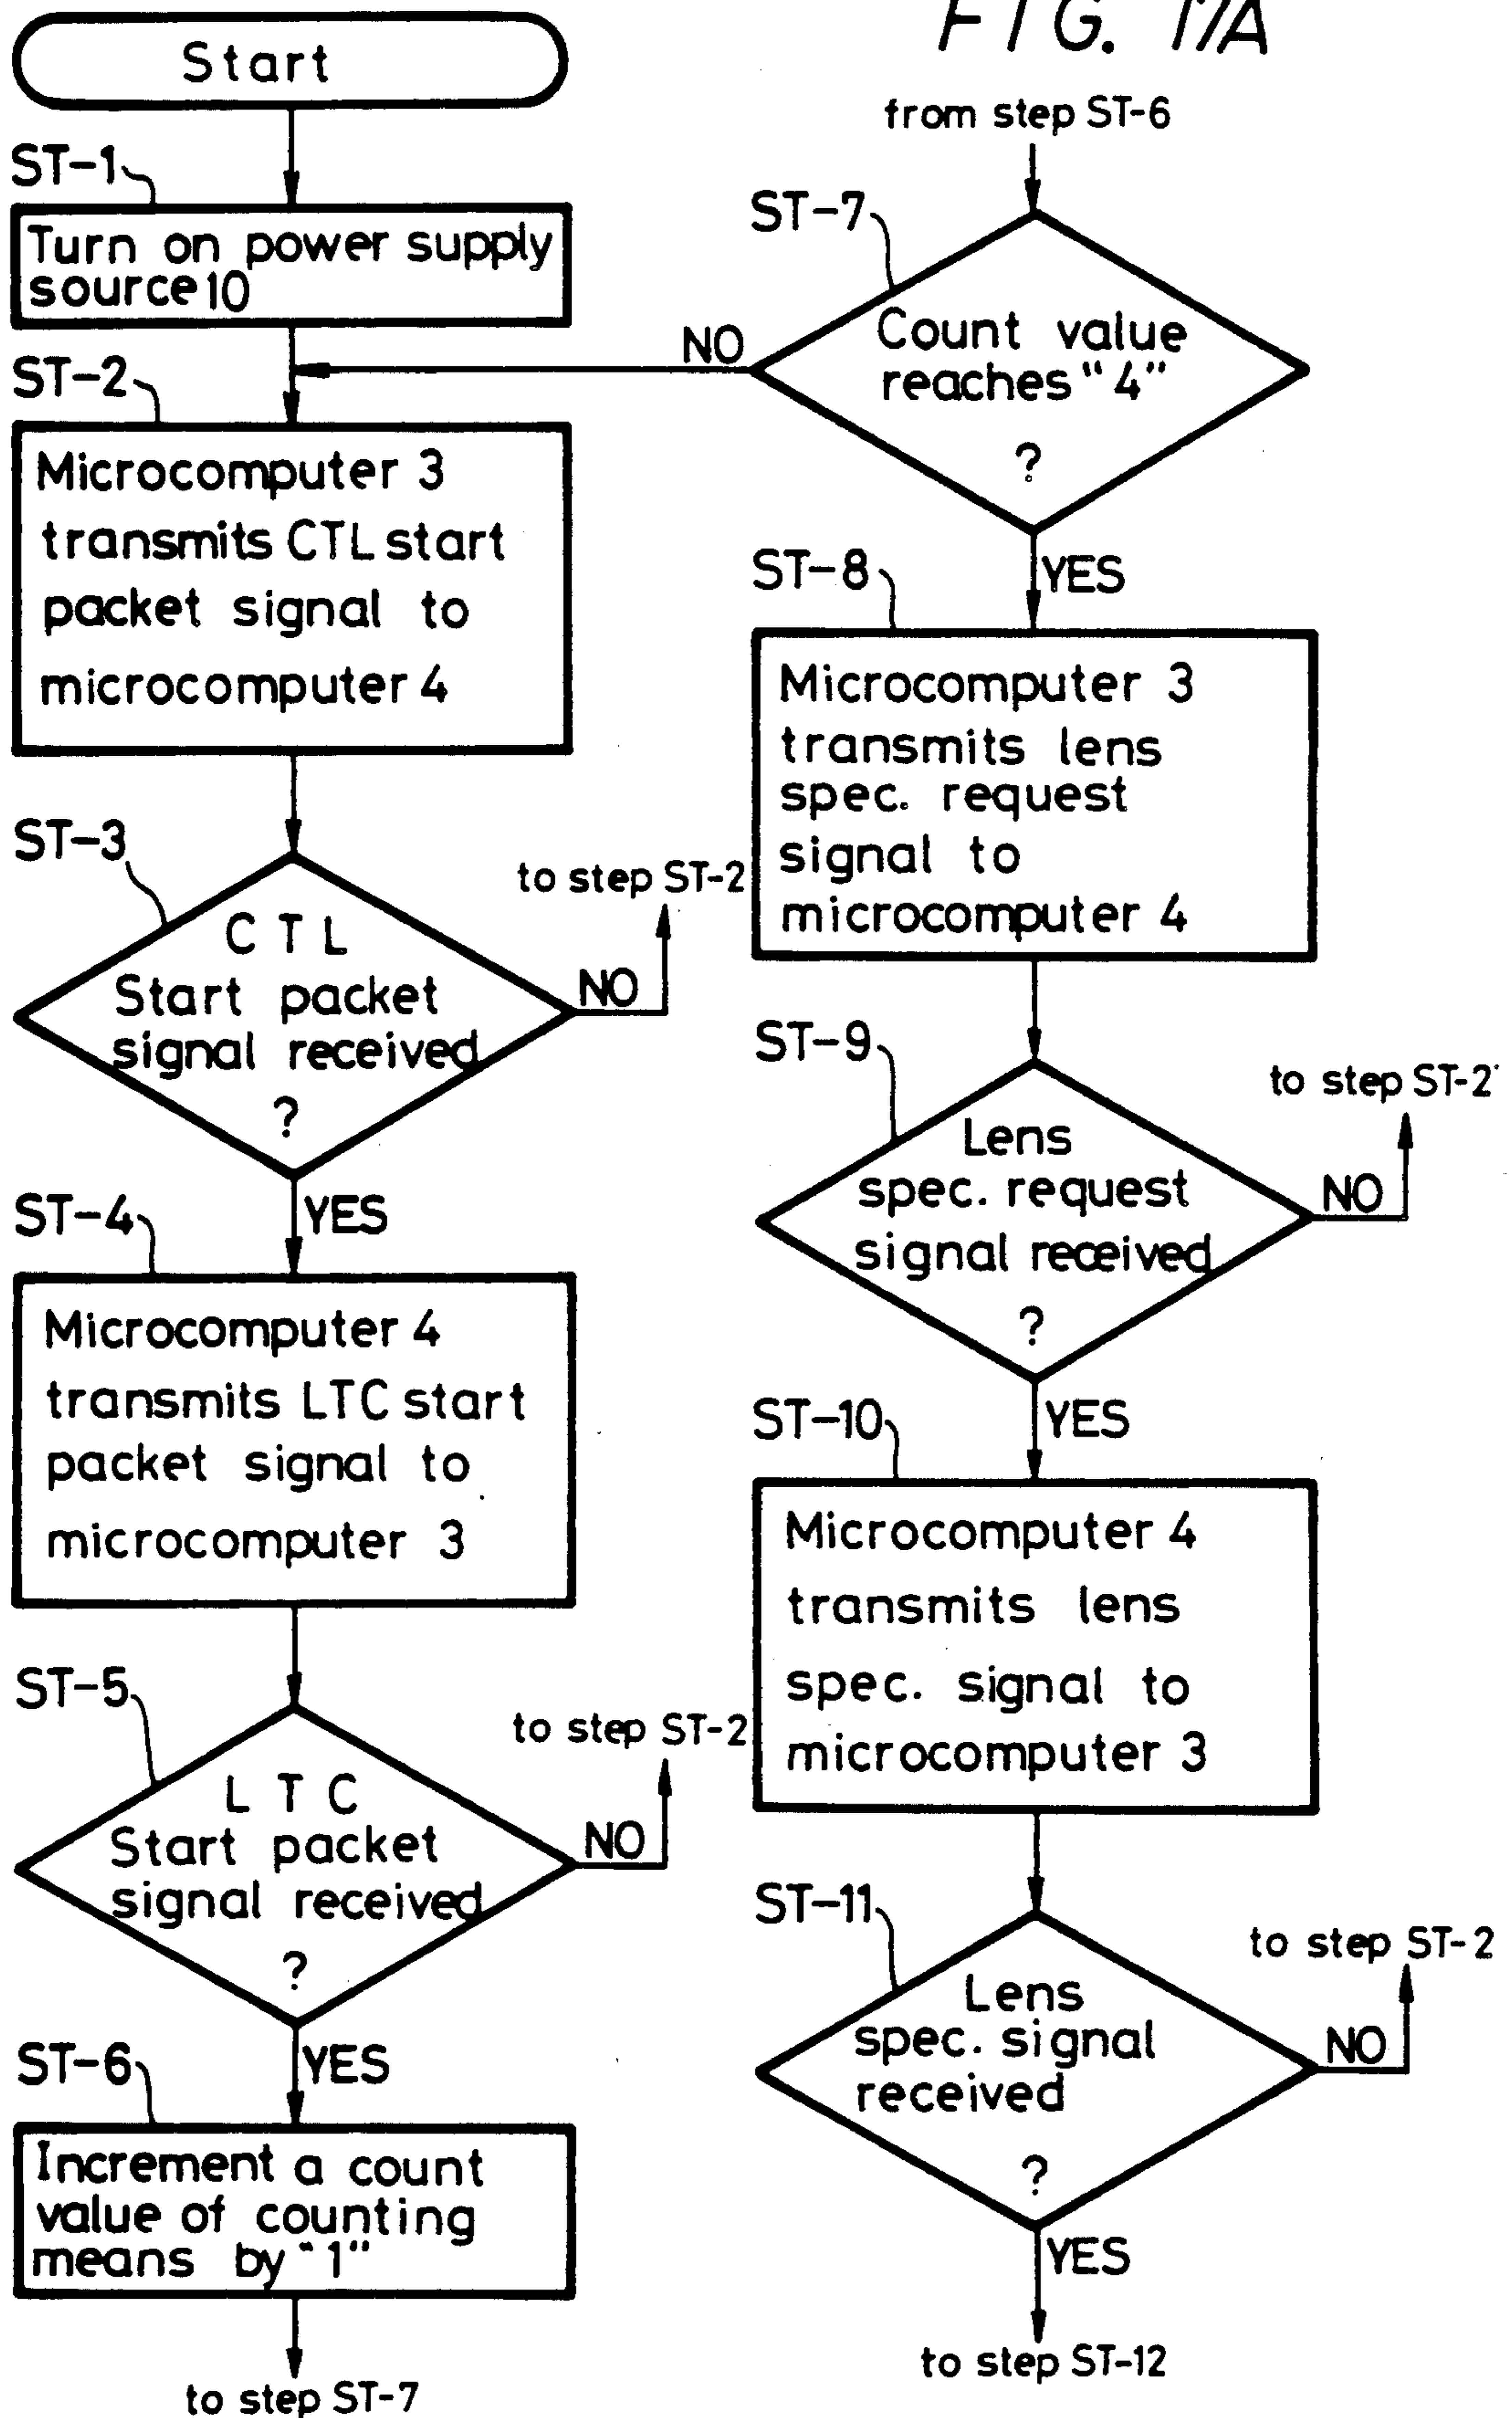 FIG. 17A
Start
ST-1
Turn on power supply
source 10
ST-2
Microcomputer 3
transmits CTL start
packet signal to
microcomputer 4
ST-3
CTL
Start packet
signal received
?
NO
to step ST-2
YES
ST-4
Microcomputer 4
transmits LTC start
packet signal to
microcomputer 3
ST-5
LTC
Start packet
signal received
?
NO
to step ST-2
YES
ST-6
Increment a count
value of counting
means by "1"
to step ST-7
from step ST-6
ST-7
Count value
reaches "4"
?
NO
YES
ST-8
Microcomputer 3
transmits lens
spec. request
signal to
microcomputer 4
ST-9
Lens
spec. request
signal received
?
NO
to step ST-2
YES
ST-10
Microcomputer 4
transmits lens
spec. signal to
microcomputer 3
ST-11
Lens
spec. signal
received
?
NO
to step ST-2
YES
to step ST-12